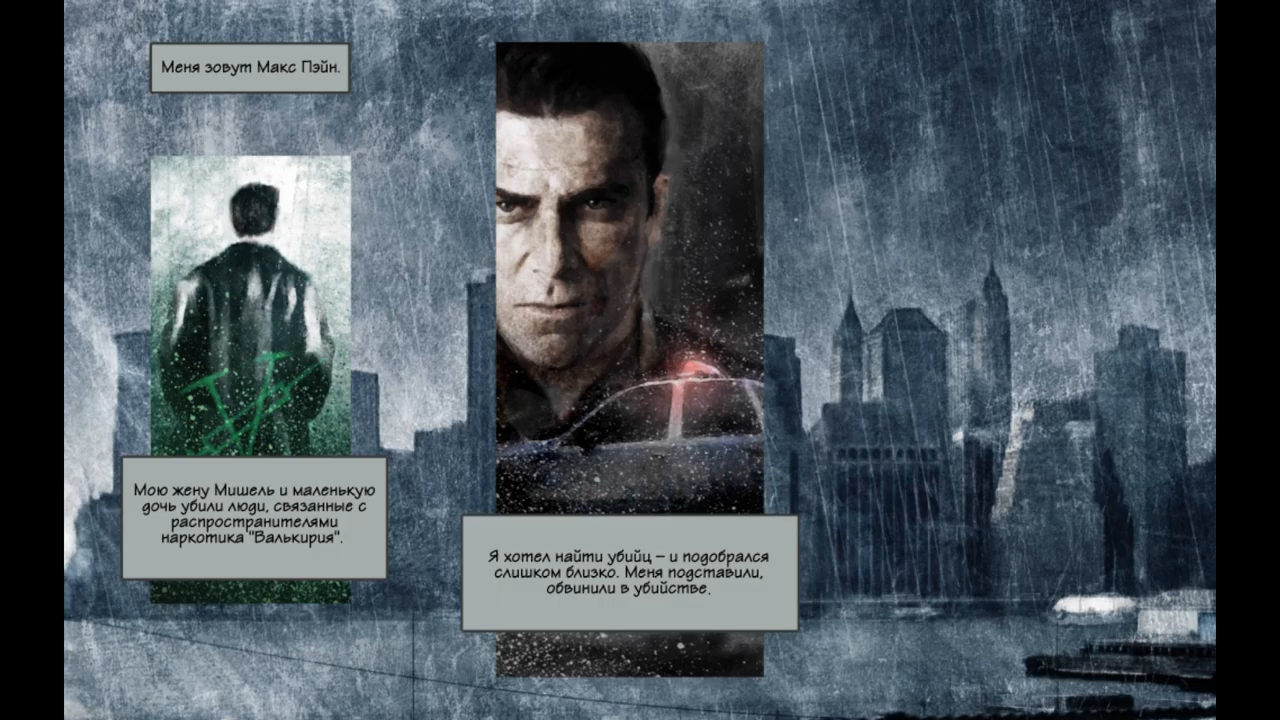 Меня зовут Макс Пэйн.
Мою жену Мишель и маленькую
дочь убили люди, связанные с
распространителями
наркотика "Валькирия".
Я хотел найти убийц – и подобрался
слишком близко. Меня подставили,
обвинили в убийстве.